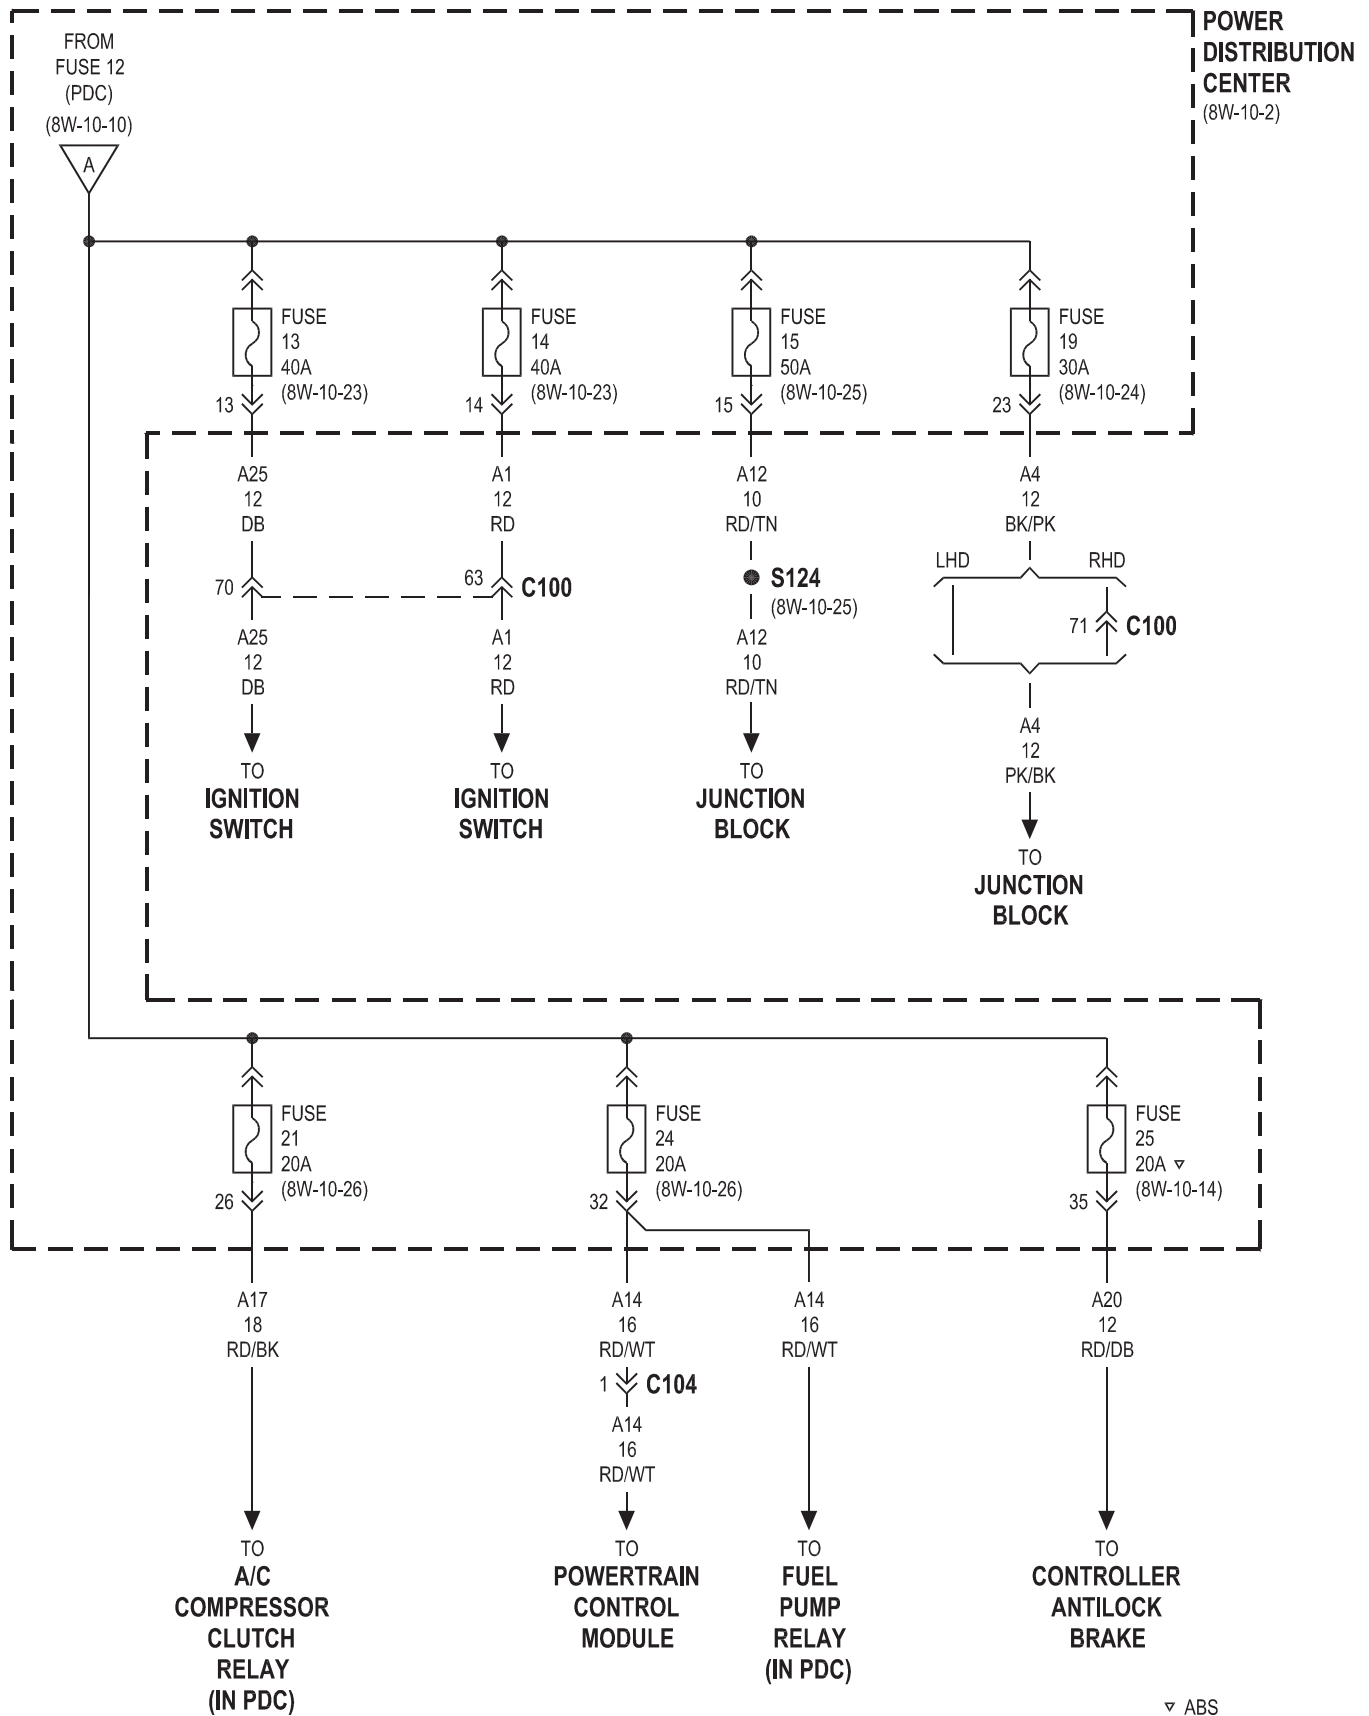 POWER
DISTRIBUTION
CENTER
(8W-10-2)
FROM
FUSE 12
(PDC)
(8W-10-10)
A
FUSE
13
40A
(8W-10-23)
13
FUSE
14
40A
(8W-10-23)
14
FUSE
15
50A
(8W-10-25)
15
FUSE
19
30A
(8W-10-24)
23
A25
12
DB
70
A25
12
DB
TO
IGNITION
SWITCH
A1
12
RD
63
C100
A1
12
RD
TO
IGNITION
SWITCH
A12
10
RD/TN
S124
(8W-10-25)
A12
10
RD/TN
TO
JUNCTION
BLOCK
A4
12
BK/PK
LHD
RHD
71
C100
A4
12
PK/BK
TO
JUNCTION
BLOCK
FUSE
21
20A
(8W-10-26)
26
FUSE
24
20A
(8W-10-26)
32
FUSE
25
20A ▿
(8W-10-14)
35
A17
18
RD/BK
TO
A/C
COMPRESSOR
CLUTCH
RELAY
(IN PDC)
A14
16
RD/WT
1
C104
A14
16
RD/WT
TO
POWERTRAIN
CONTROL
MODULE
A14
16
RD/WT
TO
FUEL
PUMP
RELAY
(IN PDC)
A20
12
RD/DB
TO
CONTROLLER
ANTILOCK
BRAKE
▿ ABS